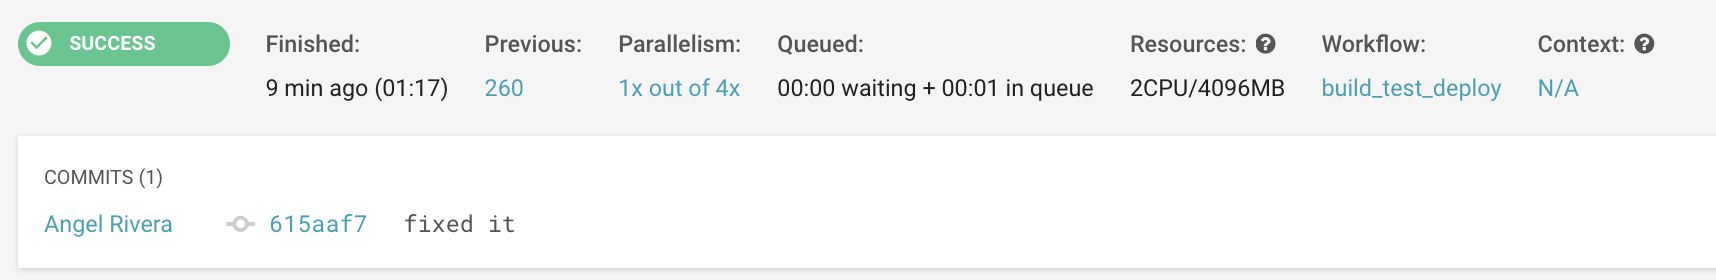 SUCCESS
Finished: Previous: Parallelism: Queued: Resources: ? Workflow: Context: ?
9 min ago (01:17) 260 1x out of 4x 00:00 waiting + 00:01 in queue 2CPU/4096MB build_test_deploy N/A
COMMITS (1)
Angel Rivera 615aaf7 fixed it